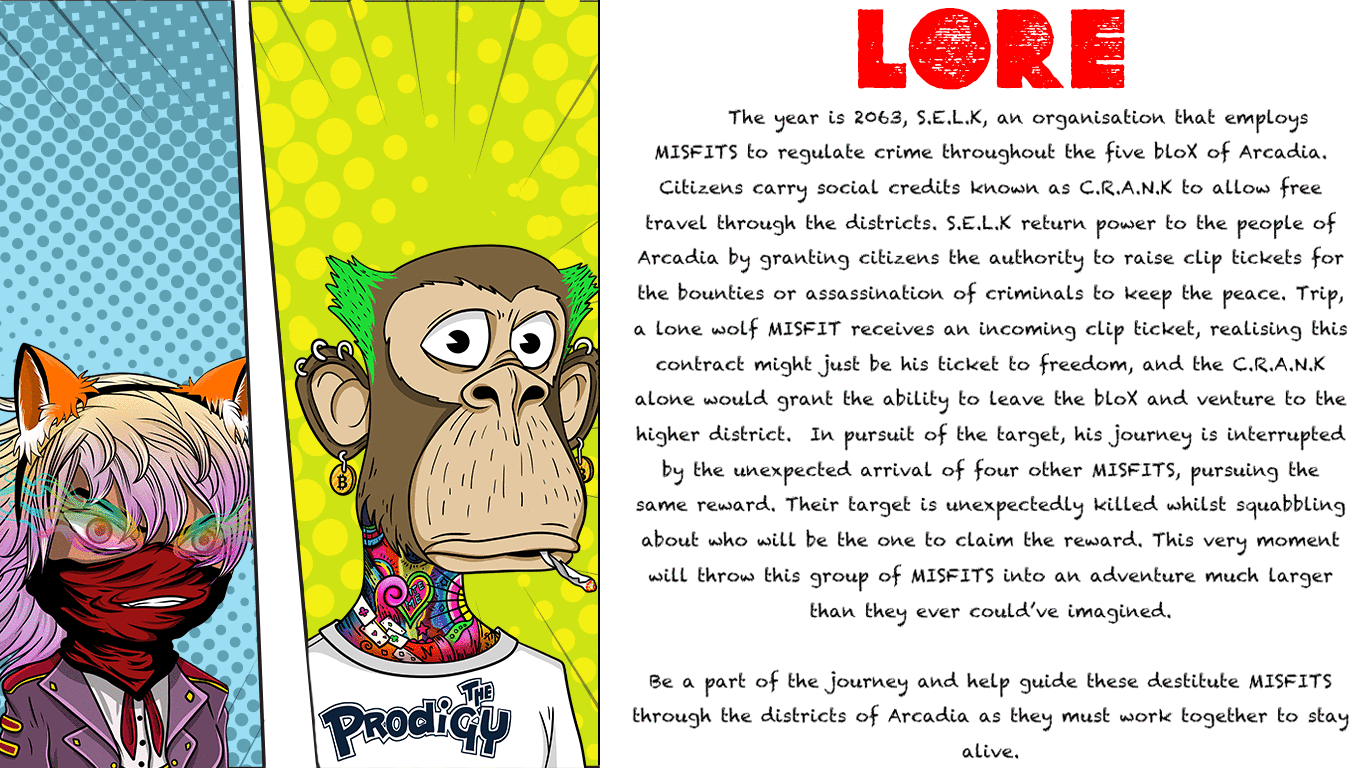 LORE
The year is 2063, S.E.L.K, an organisation that employs
MISFITS to regulate crime throughout the five bloX of Arcadia.
Citizens carry social credits known as C.R.A.N.K to allow free
travel through the districts. S.E.L.K return power to the people of
Arcadia by granting citizens the authority to raise clip tickets for
the bounties or assassination of criminals to keep the peace. Trip,
a lone wolf MISFIT receives an incoming clip ticket, realising this
contract might just be his ticket to freedom, and the C.R.A.N.K
alone would grant the ability to leave the bloX and venture to the
higher district. In pursuit of the target, his journey is interrupted
by the unexpected arrival of four other MISFITS, pursuing the
same reward. Their target is unexpectedly killed whilst squabbling
about who will be the one to claim the reward. This very moment
will throw this group of MISFITS into an adventure much larger
than they ever could've imagined.
Be a part of the journey and help guide these destitute MISFITS
through the districts of Arcadia as they must work together to stay
alive.
THE
PRODiGY